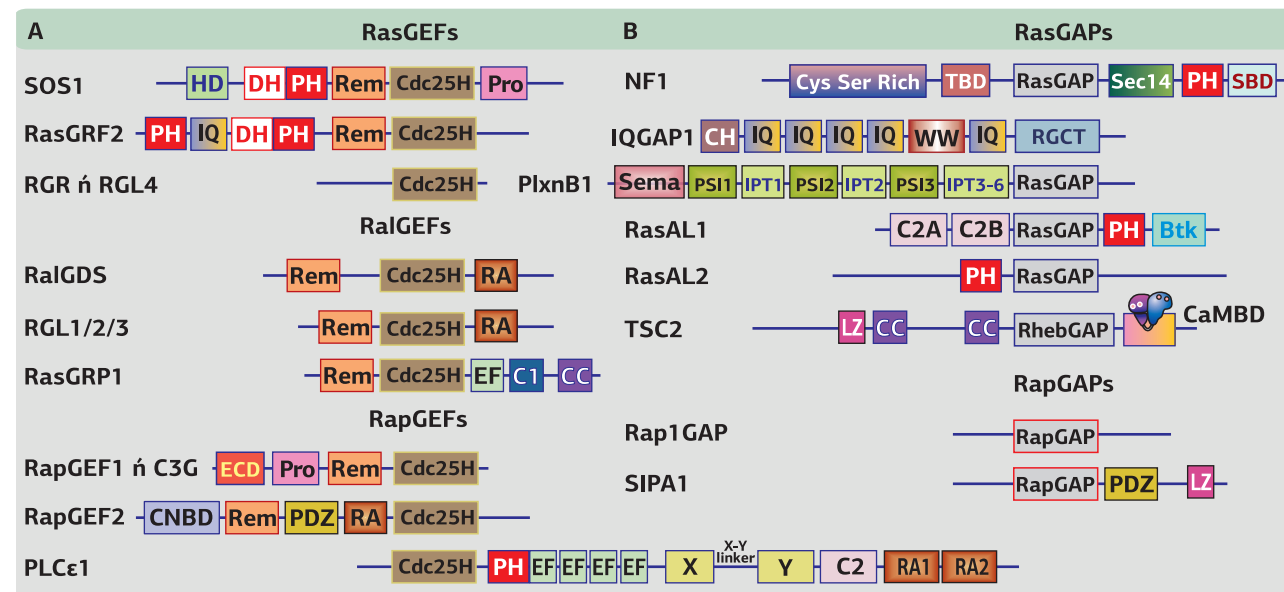 A RasGEFs
SOS1 HD DH PH Rem Cdc25H Pro
RasGRF2 PH IQ DH PH Rem Cdc25H
RGR ń RGL4 Cdc25H
RalGEFs
RalGDS Rem Cdc25H RA
RGL1/2/3 Rem Cdc25H RA
RasGRP1 Rem Cdc25H EF C1 CC
RapGEFs
RapGEF1 ń C3G ECD Pro Rem Cdc25H
RapGEF2 CNBD Rem PDZ RA Cdc25H
PLCε1 Cdc25H PH EF EF EF EF X X-Y linker Y C2 RA1 RA2
B RasGAPs
NF1 Cys Ser Rich TBD RasGAP Sec14 PH SBD
IQGAP1 CH IQ IQ IQ IQ WW IQ RGCT
PlxnB1 Sema PSI1 IPT1 PSI2 IPT2 PSI3 IPT3-6 RasGAP
RasAL1 C2A C2B RasGAP PH Btk
RasAL2 PH RasGAP
TSC2 LZ CC CC RhebGAP CaMBD
RapGAPs
Rap1GAP RapGAP
SIPA1 RapGAP PDZ LZ